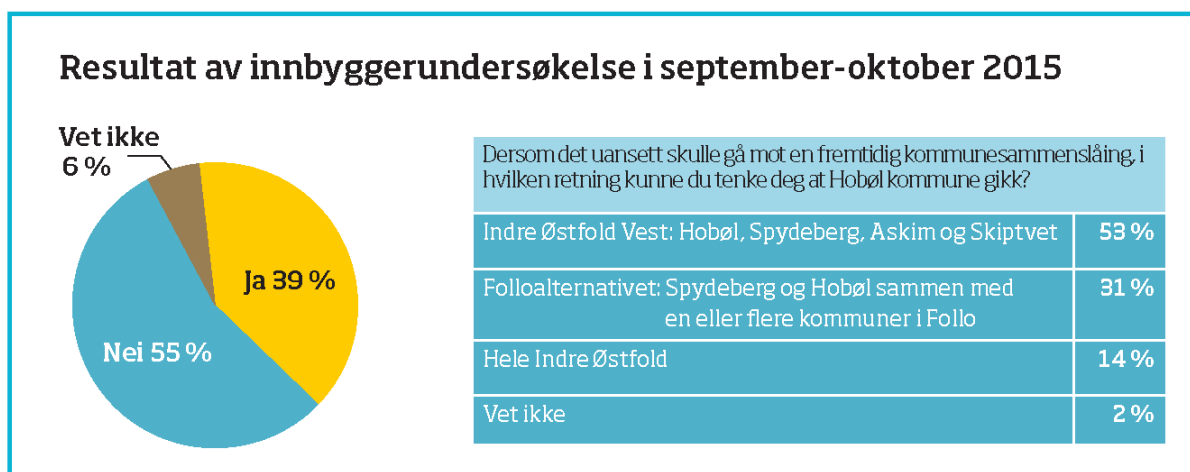 Resultat av innbyggerundersøkelse i september-oktober 2015
Vet ikke
6 %
Ja 39 %
Nei 55 %
Dersom det uansett skulle gå mot en fremtidig kommunesammenslåing, i
hvilken retning kunne du tenke deg at Hobøl kommune gikk?
Indre Østfold Vest: Hobøl, Spydeberg, Askim og Skiptvet 53 %
Folloalternativet: Spydeberg og Hobøl sammen med 31 %
en eller flere kommuner i Follo
Hele Indre Østfold 14 %
Vet ikke 2 %